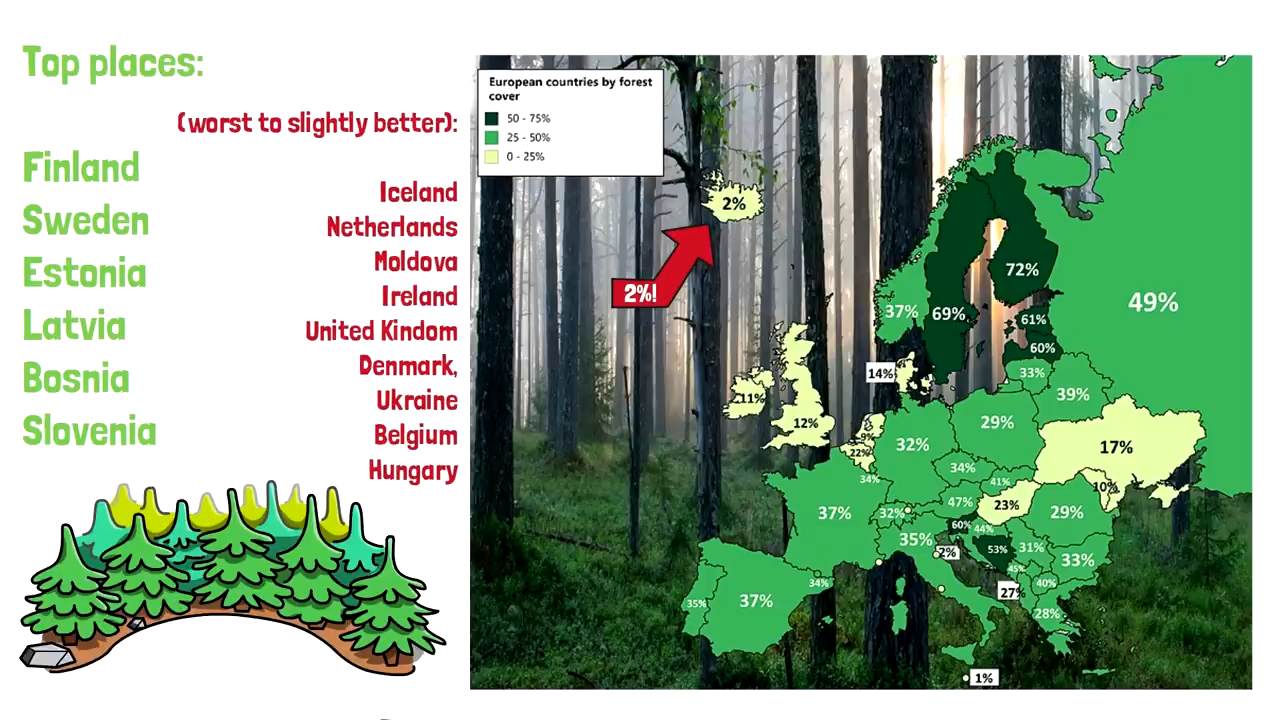 Top places:
(worst to slightly better):
Finland
Sweden
Estonia
Latvia
Bosnia
Slovenia
Iceland
Netherlands
Moldova
Ireland
United Kindom
Denmark,
Ukraine
Belgium
Hungary
European countries by forest
cover
50 - 75%
25 - 50%
0 - 25%
2%
2%!
72%
49%
37%
69%
61%
60%
14%
33%
39%
11%
12%
9%
22%
32%
29%
17%
34%
34%
41%
10%
47%
23%
37%
32%
29%
60%
44%
35%
2%
53%
31%
33%
45%
34%
40%
27%
35%
37%
28%
1%